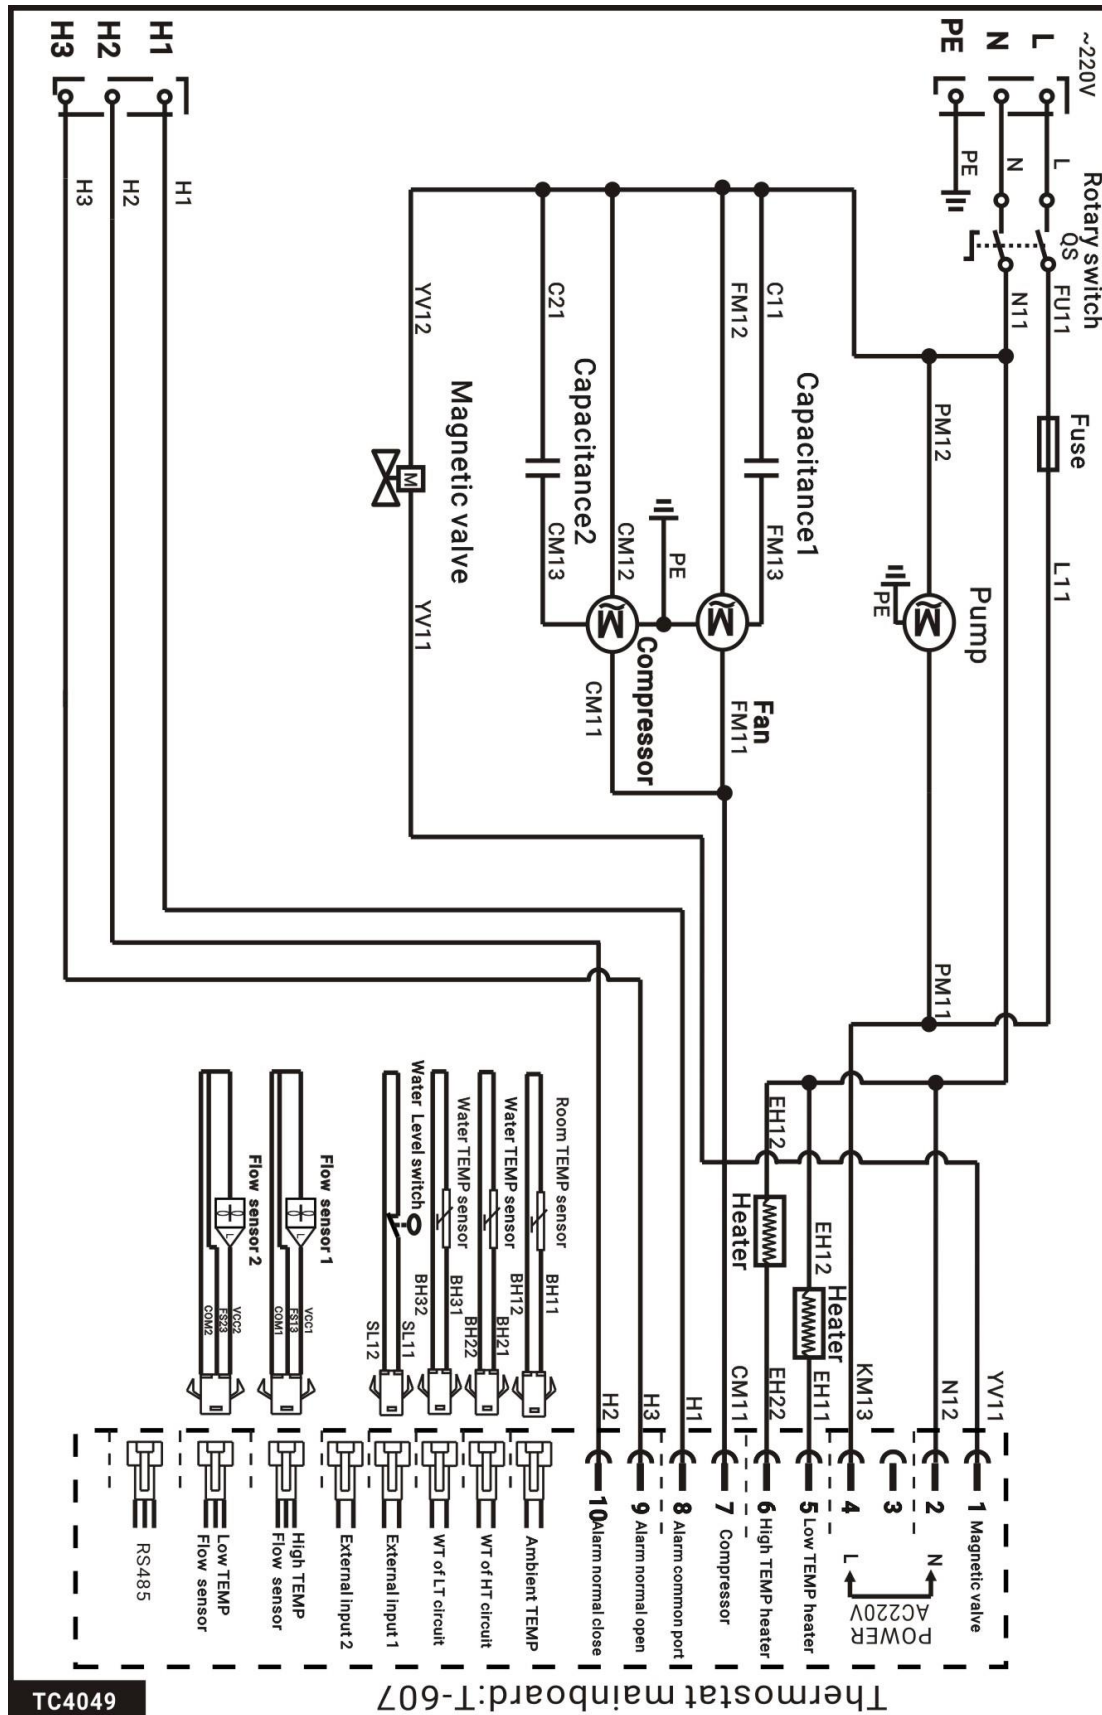 H3
H2
H1
PE
N
L
~220V
H3
H2
H1
PE
N
L
Rotary switch
QS
YV12
C21
FM12
C11
N11
FU11
Magnetic valve
Capacitance2
Capacitance1
PM12
Fuse
M
CM13
CM12
PE
FM13
L11
YV11
M
M
PE
M
Pump
Compressor
CM11
Fan
FM11
PM11
Flow sensor 2
Flow sensor 1
Water Level switch
Water TEMP sensor
Water TEMP sensor
Room TEMP sensor
EH12
Heater
EH12
Heater
L
L
COM2
FS23
VCC2
COM1
FS13
VCC1
SL12
SL11
BH32
BH31
BH22
BH21
BH12
BH11
H2
H3
H1
CM11
EH22
EH11
KM13
N12
YV11
RS485
Low TEMP
Flow sensor
High TEMP
Flow sensor
External input 2
External input 1
WT of LT circuit
WT of HT circuit
Ambient TEMP
10 Alarm normal close
9 Alarm normal open
8 Alarm common port
7 Compressor
6 High TEMP heater
5 Low TEMP heater
4
3
2
1 Magnetic valve
L
N
POWER
AC220V
Thermostat mainboard:T-607
TC4049